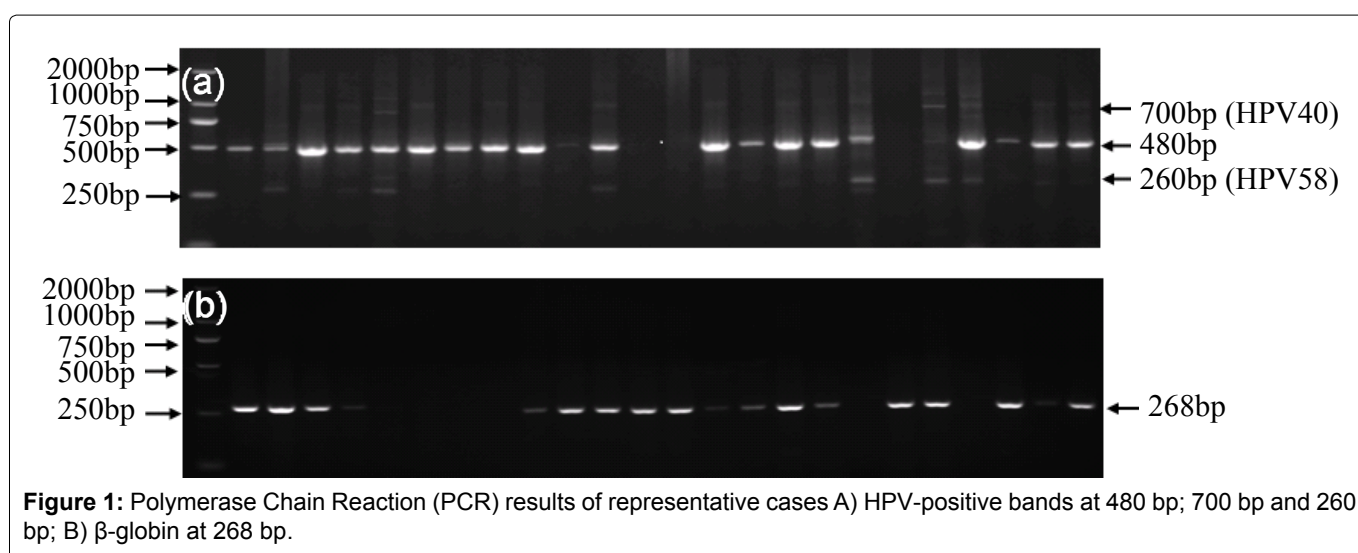 (a)
2000bp
1000bp
750bp
500bp
250bp
700bp (HPV40)
480bp
260bp (HPV58)
(b)
2000bp
1000bp
750bp
500bp
250bp
268bp
Figure 1: Polymerase Chain Reaction (PCR) results of representative cases A) HPV-positive bands at 480 bp; 700 bp and 260
bp; B) β-globin at 268 bp.